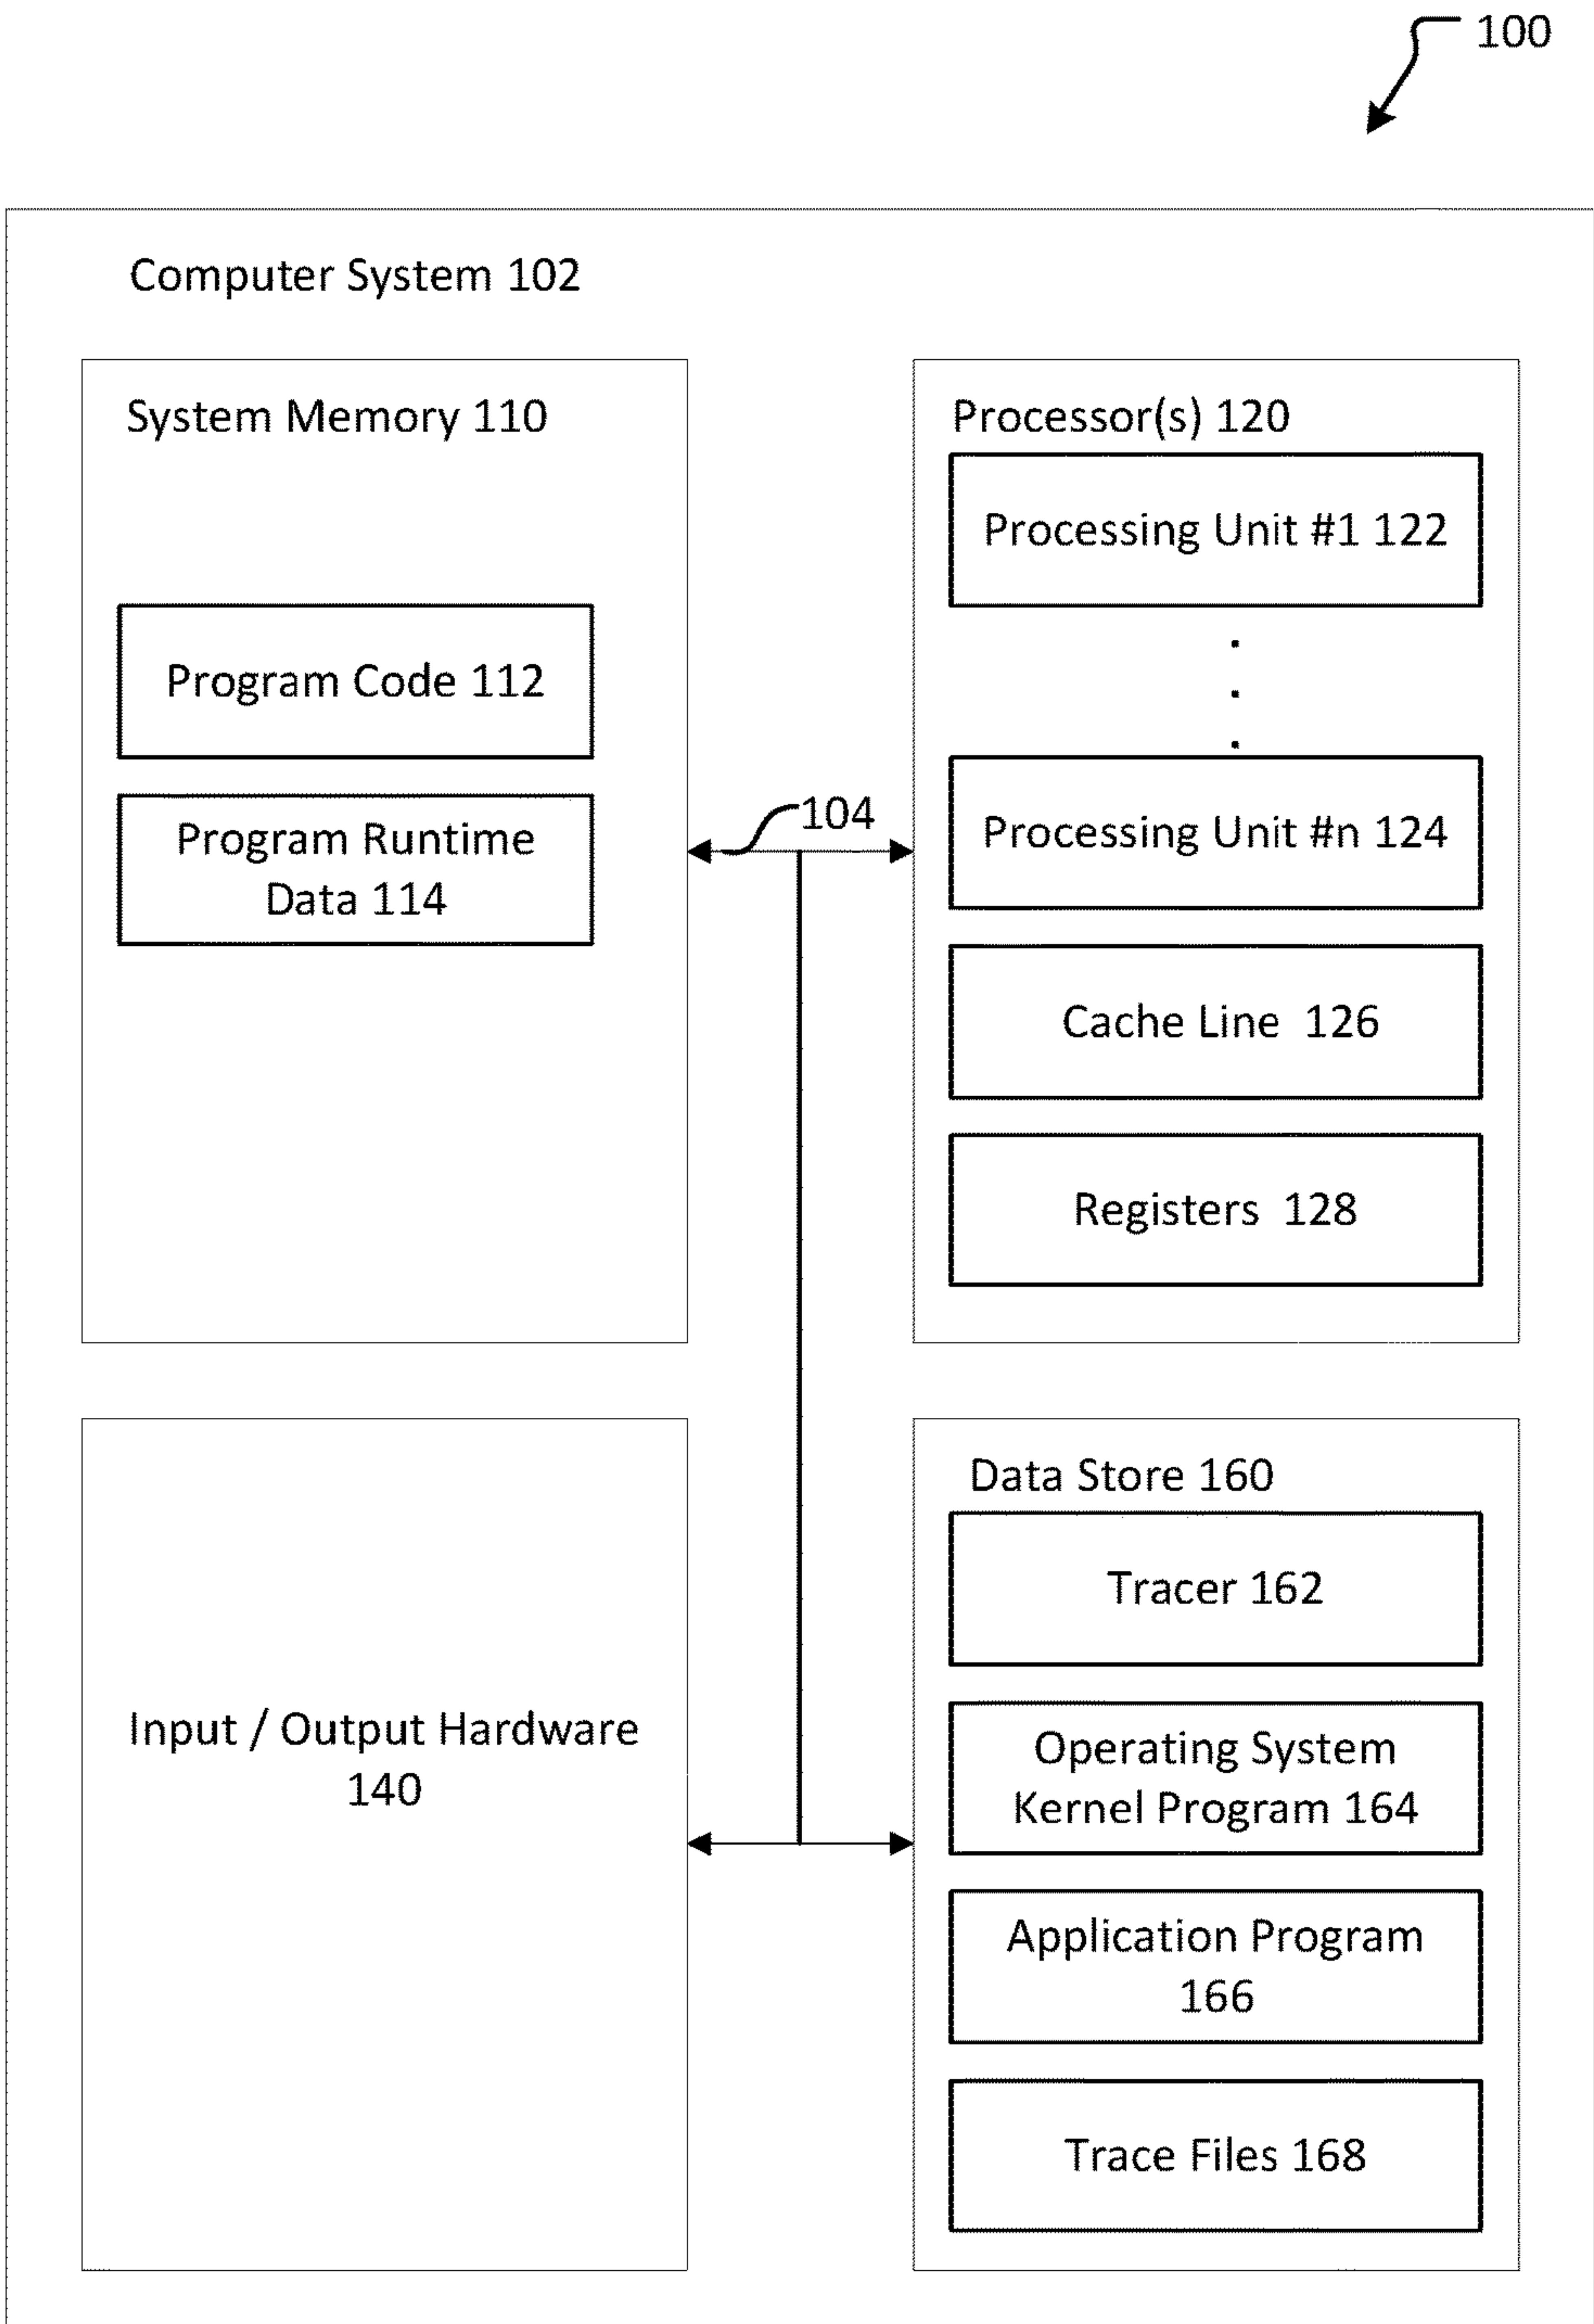 100
Computer System 102
System Memory 110
Program Code 112
Program Runtime
Data 114
104
Processor(s) 120
Processing Unit #1 122
.
.
.
Processing Unit #n 124
Cache Line 126
Registers 128
Input / Output Hardware
140
Data Store 160
Tracer 162
Operating System
Kernel Program 164
Application Program
166
Trace Files 168